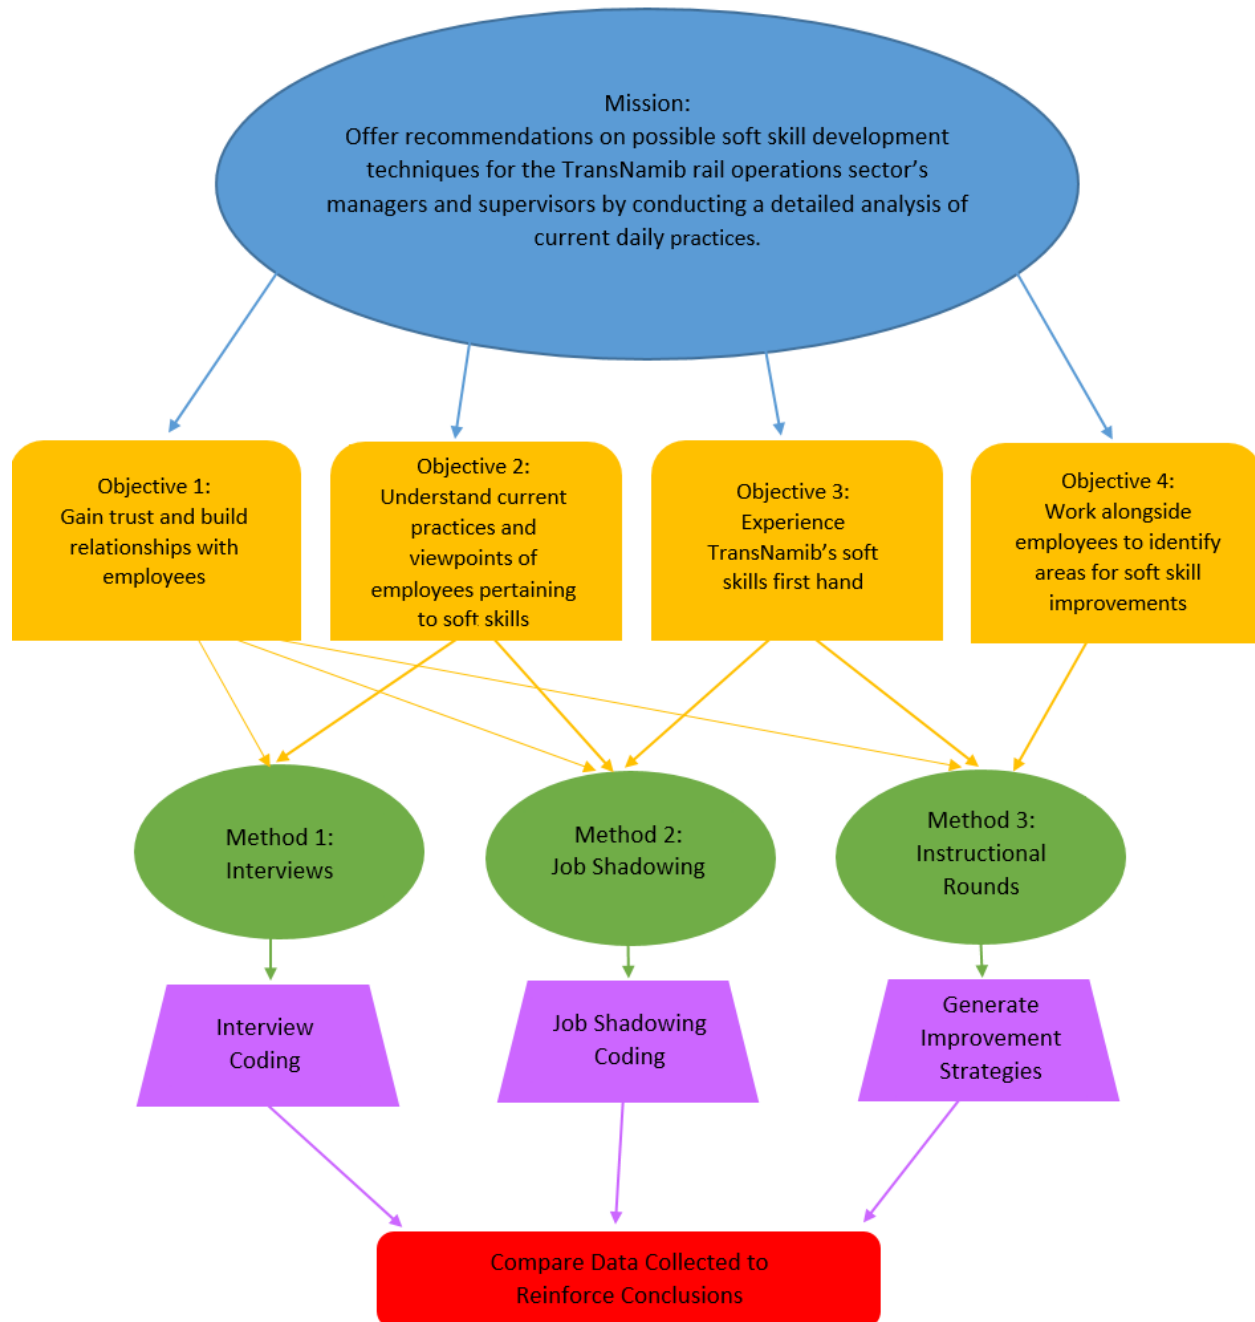 Mission:
Offer recommendations on possible soft skill development
techniques for the TransNamib rail operations sector’s
managers and supervisors by conducting a detailed analysis of
current daily practices.
Objective 1:
Gain trust and build
relationships with
employees
Objective 2:
Understand current
practices and
viewpoints of
employees pertaining
to soft skills
Objective 3:
Experience
TransNamib’s soft
skills first hand
Objective 4:
Work alongside
employees to identify
areas for soft skill
improvements
Method 1:
Interviews
Method 2:
Job Shadowing
Method 3:
Instructional
Rounds
Interview
Coding
Job Shadowing
Coding
Generate
Improvement
Strategies
Compare Data Collected to
Reinforce Conclusions